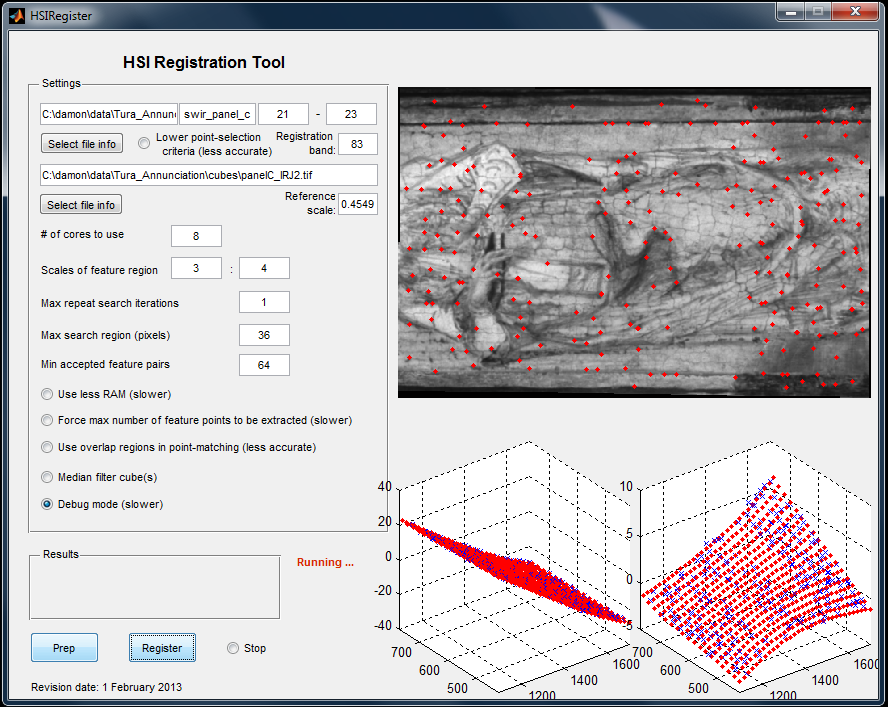 HSIRegister
HSI Registration Tool
Settings
C:\damon\data\Tura_Annunc swir_panel_c 21 - 23
Select file info Lower point-selection criteria (less accurate) Registration band: 83
C:\damon\data\Tura_Annunciation\cubes\panelC_IRJ2.tif
Select file info Reference scale: 0.4549
# of cores to use 8
Scales of feature region 3 : 4
Max repeat search iterations 1
Max search region (pixels) 36
Min accepted feature pairs 64
Use less RAM (slower)
Force max number of feature points to be extracted (slower)
Use overlap regions in point-matching (less accurate)
Median filter cube(s)
Debug mode (slower)
Results
Running ...
Prep Register Stop
Revision date: 1 February 2013
40
20
0
-20
-40
700
600
500
1200
1400
1600
10
5
0
-5
700
600
500
1200
1400
1600